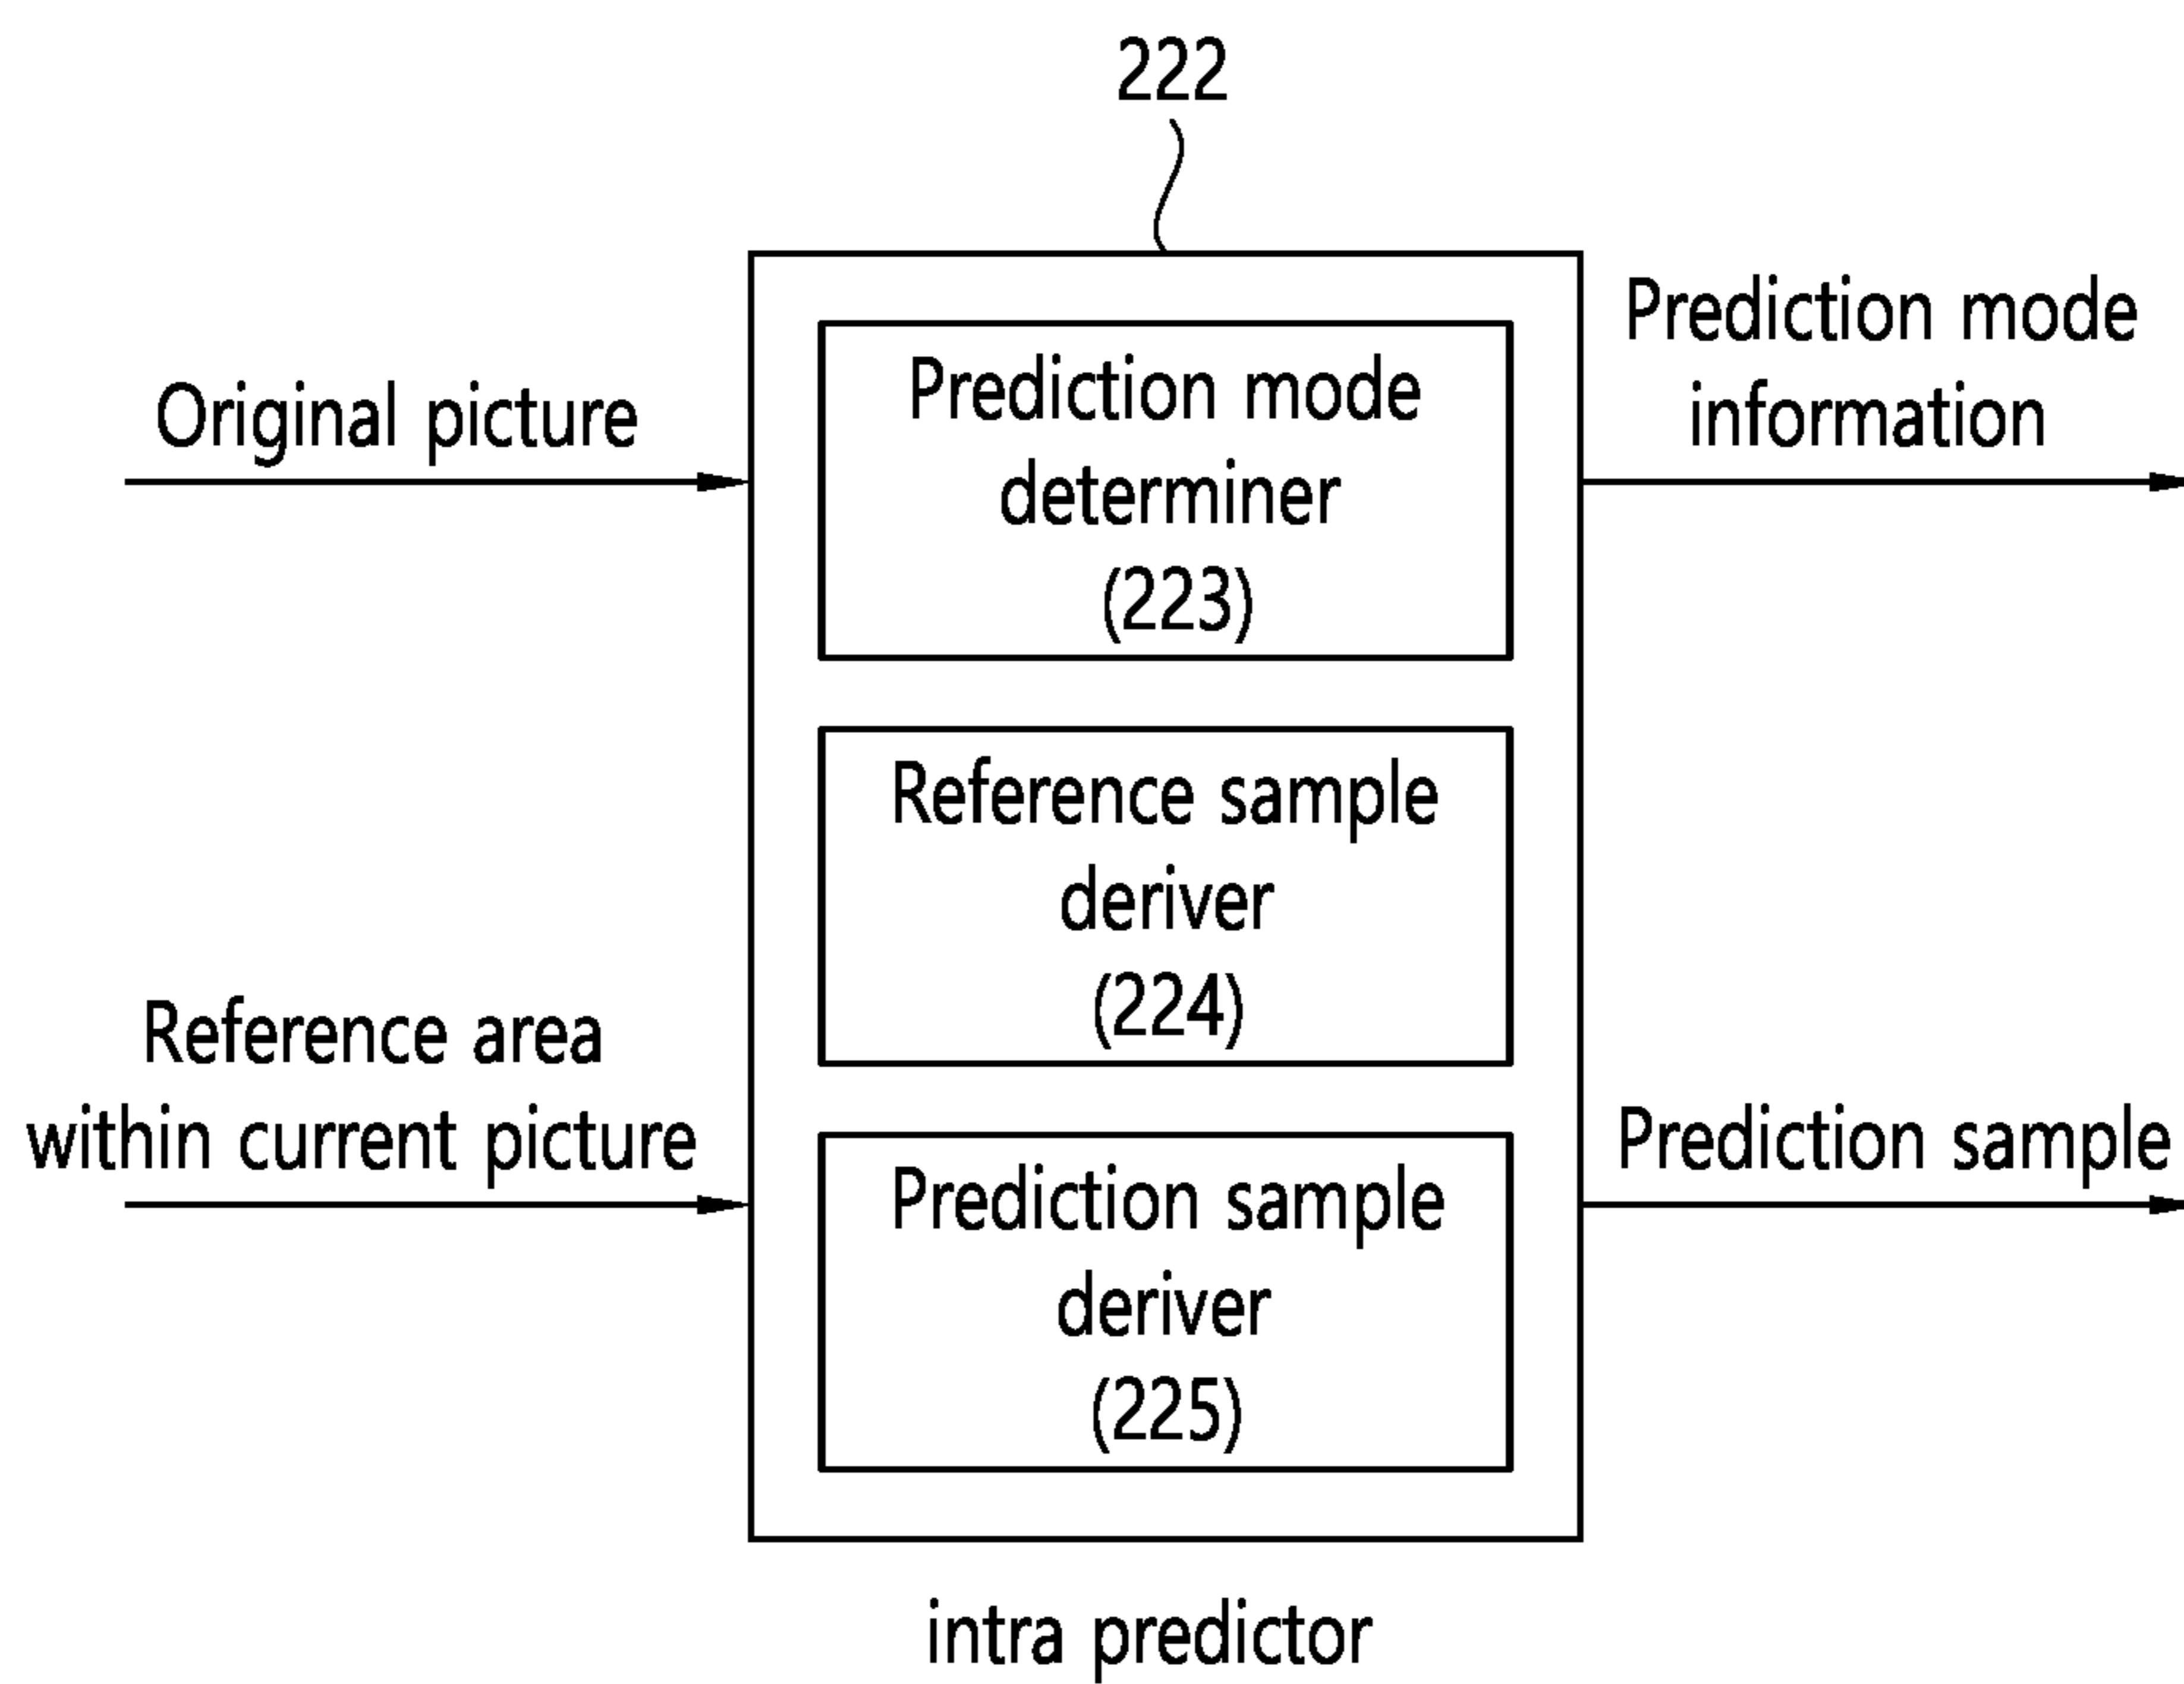 222
Original picture
Prediction mode
determiner
(223)
Prediction mode
information
Reference sample
deriver
(224)
Reference area
within current picture
Prediction sample
deriver
(225)
Prediction sample
intra predictor